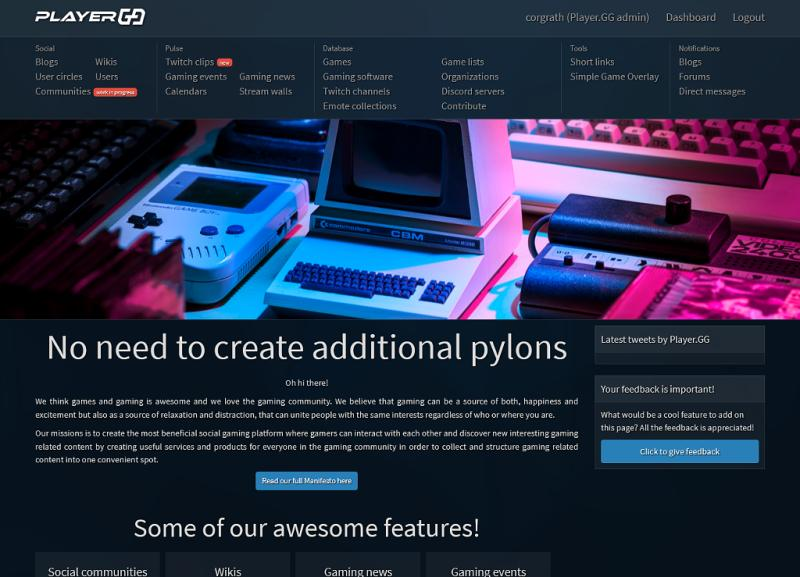 PLAYER GG
corgrath (Player.GG admin) Dashboard Logout
Social
Blogs Wikis
User circles Users
Communities work in progress
Pulse
Twitch clips new
Gaming events Gaming news
Calendars Stream walls
Database
Games Game lists
Gaming software Organizations
Twitch channels Discord servers
Emote collections Contribute
Tools
Short links
Simple Game Overlay
Notifications
Blogs
Forums
Direct messages
Nintendo GAME BOY
commodore CBM
No need to create additional pylons
Oh hi there!
We think games and gaming is awesome and we love the gaming community. We believe that gaming can be a source of both, happiness and
excitement but also as a source of relaxation and distraction, that can unite people with the same interests regardless of who or where you are.
Our missions is to create the most beneficial social gaming platform where gamers can interact with each other and discover new interesting gaming
related content by creating useful services and products for everyone in the gaming community in order to collect and structure gaming related
content into one convenient spot.
Read our full Manifesto here
Latest tweets by Player.GG
Your feedback is important!
What would be a cool feature to add on
this page? All the feedback is appreciated!
Click to give feedback
Some of our awesome features!
Social communities Wikis Gaming news Gaming events